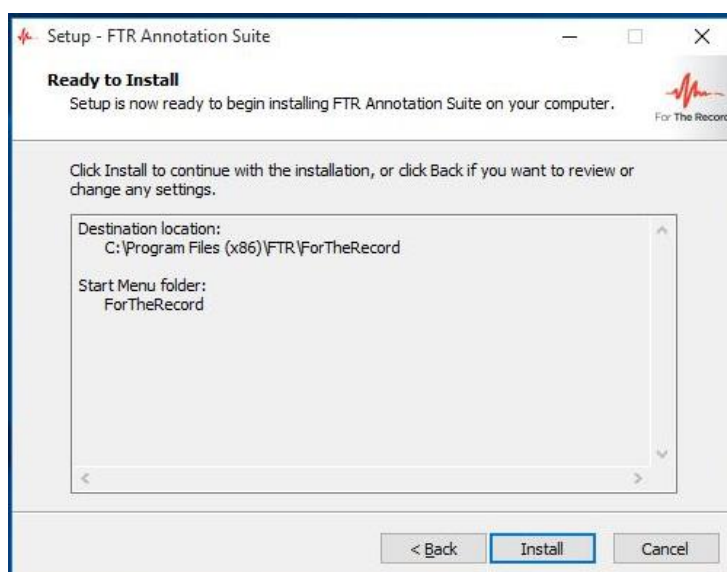 Setup - FTR Annotation Suite
Ready to Install
Setup is now ready to begin installing FTR Annotation Suite on your computer.
For The Record
Click Install to continue with the installation, or click Back if you want to review or
change any settings.
Destination location:
C:\Program Files (x86)\FTR\ForTheRecord
Start Menu folder:
ForTheRecord
< Back
Install
Cancel